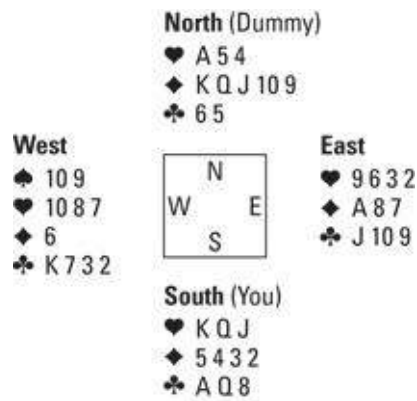 North (Dummy)
♥ A 5 4
♦ K Q J 10 9
♣ 6 5
West
♠ 10 9
♥ 10 8 7
♦ 6
♣ K 7 3 2
N
W E
S
East
♥ 9 6 3 2
♦ A 8 7
♣ J 10 9
South (You)
♥ K Q J
♦ 5 4 3 2
♣ A Q 8